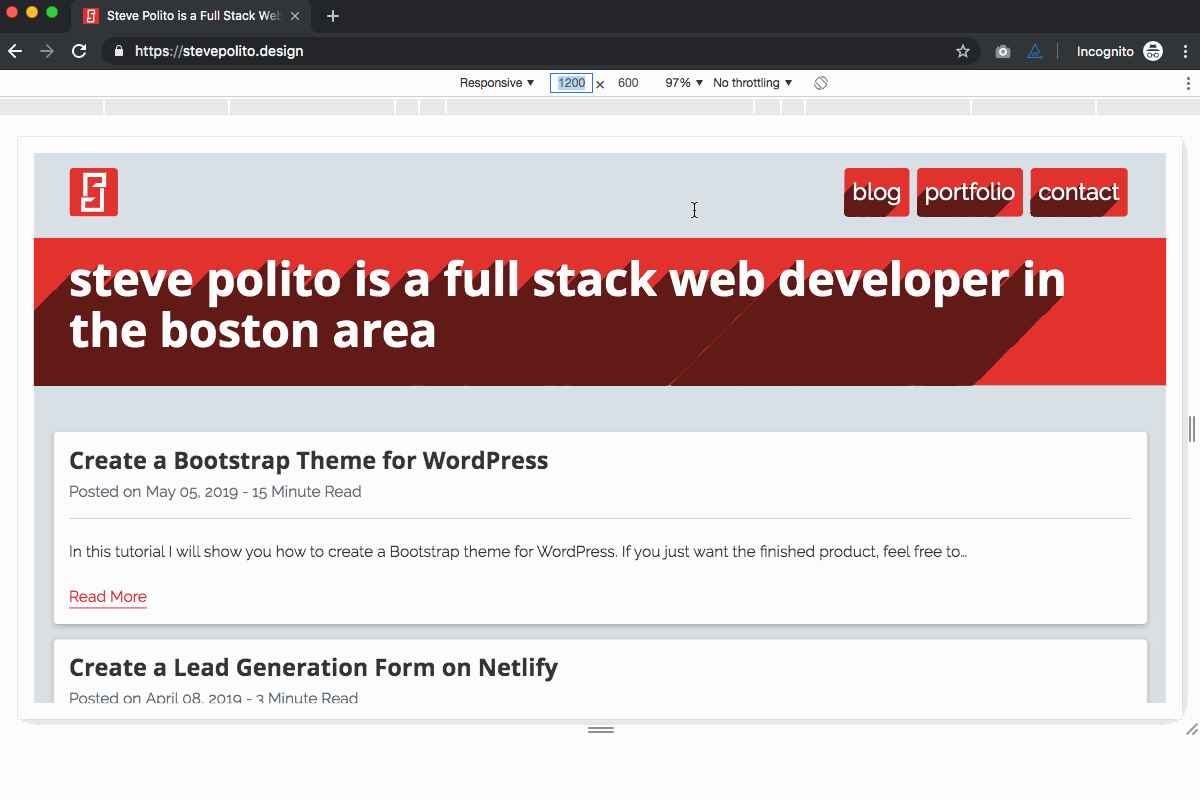 Steve Polito is a Full Stack Web
https://stevepolito.design
Incognito
Responsive 1200 × 600 97% No throttling
blog portfolio contact
steve polito is a full stack web developer in
the boston area
Create a Bootstrap Theme for WordPress
Posted on May 05, 2019 - 15 Minute Read
In this tutorial I will show you how to create a Bootstrap theme for WordPress. If you just want the finished product, feel free to…
Read More
Create a Lead Generation Form on Netlify
Posted on April 08, 2019 - 3 Minute Read